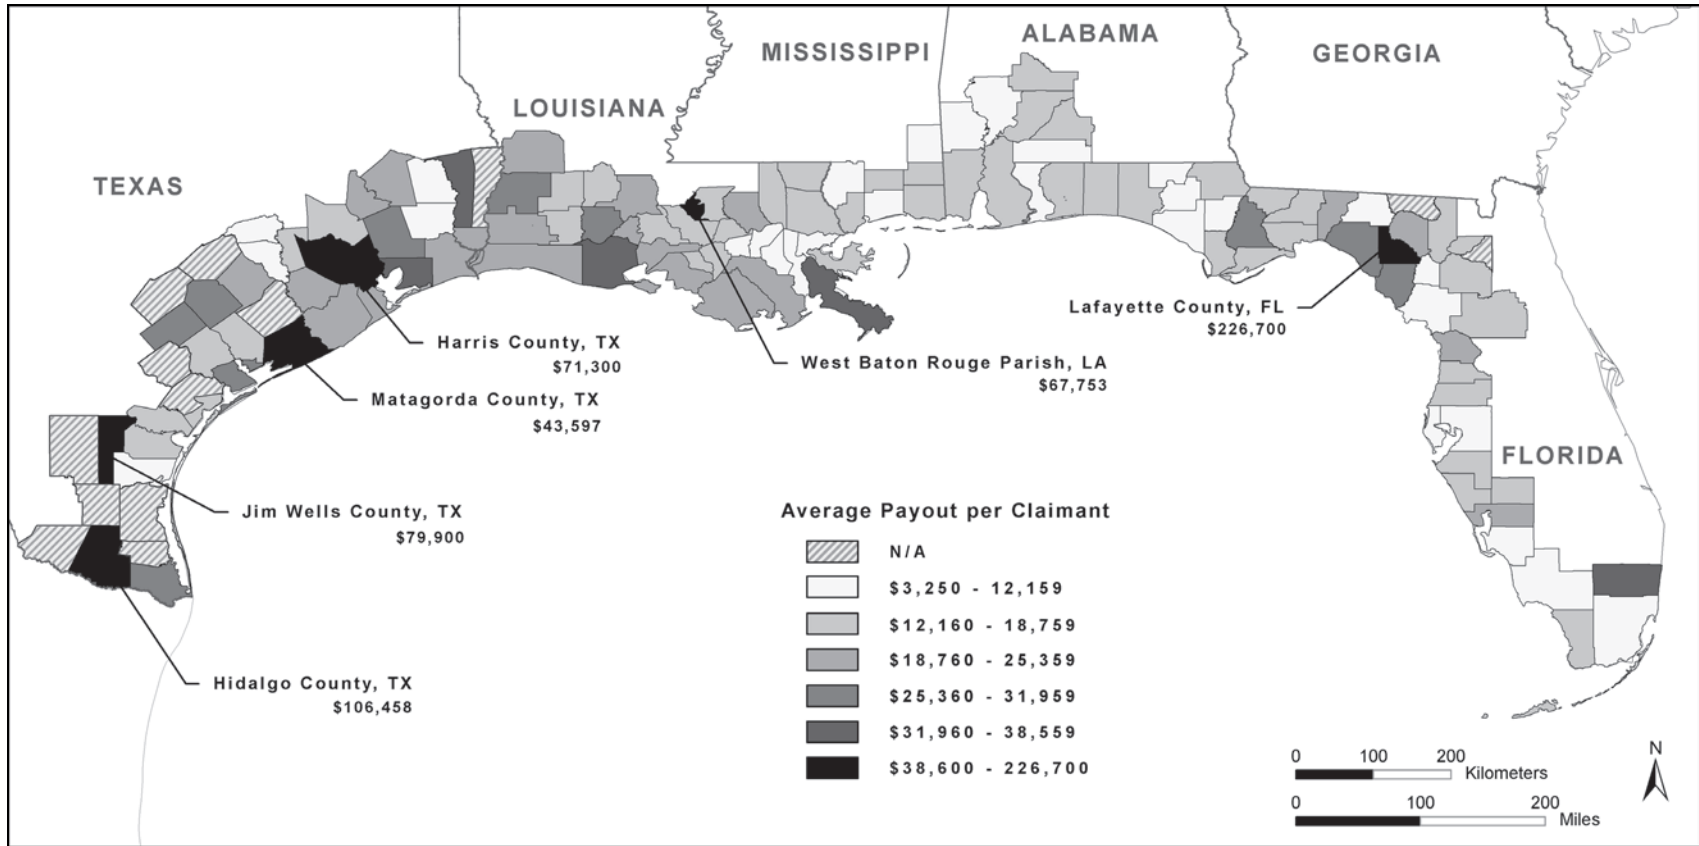 MISSISSIPPI
ALABAMA
GEORGIA
LOUISIANA
TEXAS
Lafayette County, FL
$226,700
Harris County, TX
$71,300
West Baton Rouge Parish, LA
$67,753
Matagorda County, TX
$43,597
FLORIDA
Jim Wells County, TX
$79,900
Hidalgo County, TX
$106,458
Average Payout per Claimant
N/A
$3,250 - 12,159
$12,160 - 18,759
$18,760 - 25,359
$25,360 - 31,959
$31,960 - 38,559
$38,600 - 226,700
0 100 200
Kilometers
0 100 200
Miles
N